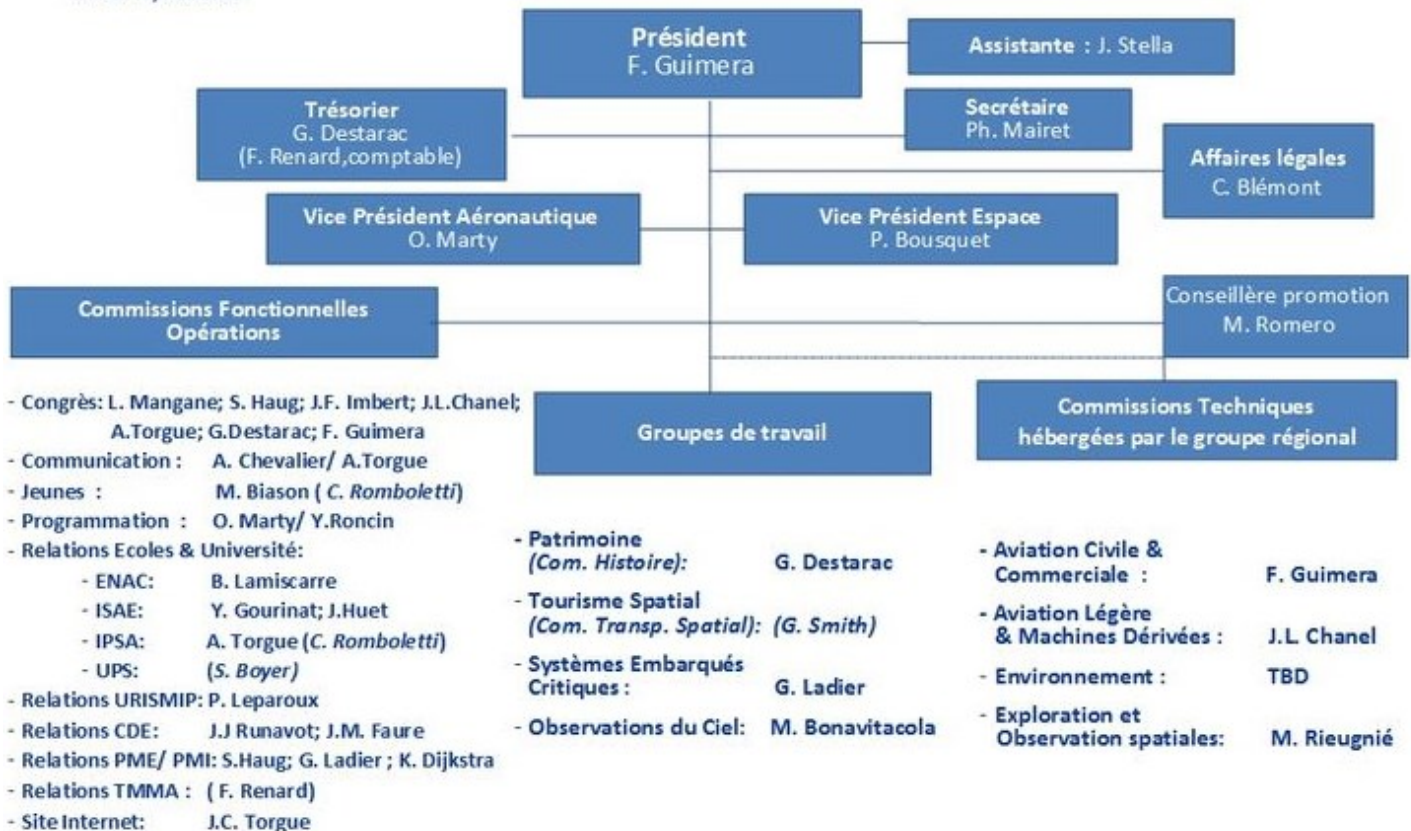 Président
F. Guimera
Assistante : J. Stella
Trésorier
G. Destarac
(F. Renard,comptable)
Secrétaire
Ph. Mairet
Affaires légales
C. Blémont
Vice Président Aéronautique
O. Marty
Vice Président Espace
P. Bousquet
Commissions Fonctionnelles
Opérations
Conseillère promotion
M. Romero
Groupes de travail
Commissions Techniques
hébergées par le groupe régional
- Congrès: L. Mangane; S. Haug; J.F. Imbert; J.L.Chanel;
A.Torgue; G.Destarac; F. Guimera
- Communication : A. Chevalier/ A.Torgue
- Jeunes : M. Biason ( C. Romboletti)
- Programmation : O. Marty/ Y.Roncin
- Relations Ecoles & Université:
- ENAC: B. Lamiscarre
- ISAE: Y. Gourinat; J.Huet
- IPSA: A. Torgue (C. Romboletti)
- UPS: (S. Boyer)
- Relations URISMIP: P. Leparoux
- Relations CDE: J.J Runavot; J.M. Faure
- Relations PME/ PMI: S.Haug; G. Ladier ; K. Dijkstra
- Relations TMMA : ( F. Renard)
- Site Internet: J.C. Torgue
- Patrimoine
(Com. Histoire): G. Destarac
- Tourisme Spatial
(Com. Transp. Spatial): (G. Smith)
- Systèmes Embarqués
Critiques : G. Ladier
- Observations du Ciel: M. Bonavitacola
- Aviation Civile &
Commerciale : F. Guimera
- Aviation Légère
& Machines Dérivées : J.L. Chanel
- Environnement : TBD
- Exploration et
Observation spatiales: M. Rieugnié